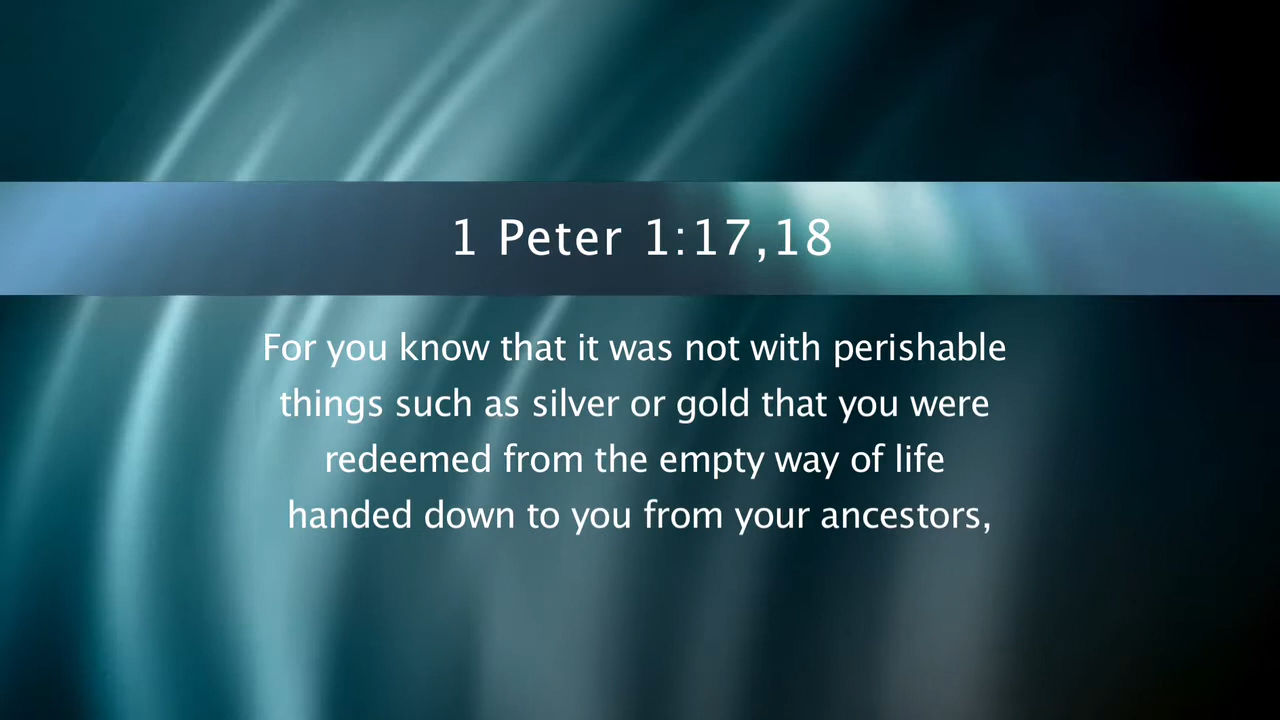 1 Peter 1:17,18
For you know that it was not with perishable
things such as silver or gold that you were
redeemed from the empty way of life
handed down to you from your ancestors,